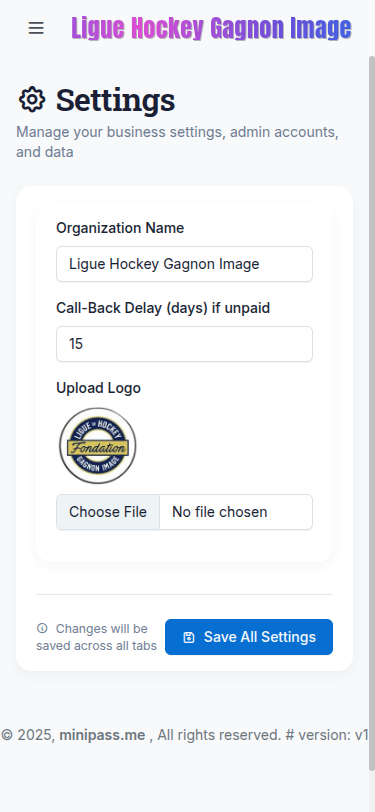 Ligue Hockey Gagnon Image
Settings
Manage your business settings, admin accounts,
and data
Organization Name
Ligue Hockey Gagnon Image
Call-Back Delay (days) if unpaid
15
Upload Logo
LIGUE DE HOCKEY
Fondation
GAGNON IMAGE
Choose File No file chosen
Changes will be
saved across all tabs
Save All Settings
© 2025, minipass.me , All rights reserved. # version: v1